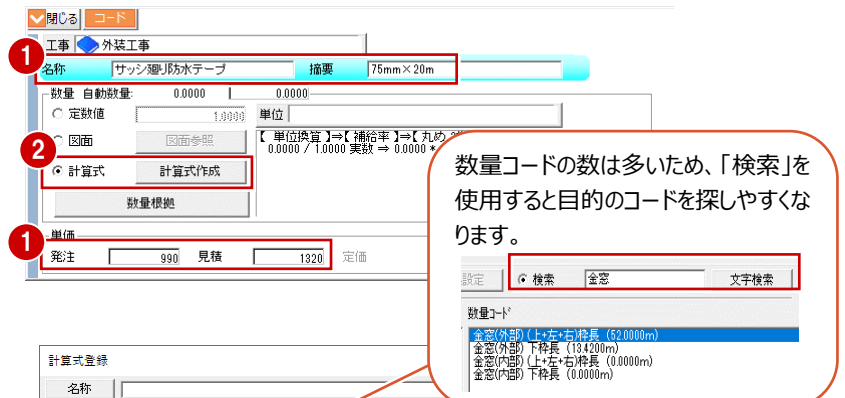 閉じる コード
工事 外装工事
1
名称 サッシ廻り防水テープ 摘要 75mm×20m
数量 自動数量: 0.0000 0.0000
定数値 1.0000 単位
図面 図面参照 【 単位換算 】⇒【 補給率 】⇒【 丸め
0.0000 / 1.0000 実数 ⇒ 0.0000 *
2
計算式 計算式作成
数量根拠
単価
1
発注 990 見積 1320 定価
数量コードの数は多いため、「検索」を
使用すると目的のコードを探しやすくな
ります。
設定 検索 金窓 文字検索
数量ｺｰﾄﾞ
金窓(外部) (上+左+右)枠長 (52.0000m)
金窓(外部) 下枠長 (13.4200m)
金窓(内部) (上+左+右)枠長 (0.0000m)
金窓(内部) 下枠長 (0.0000m)
計算式登録
名称